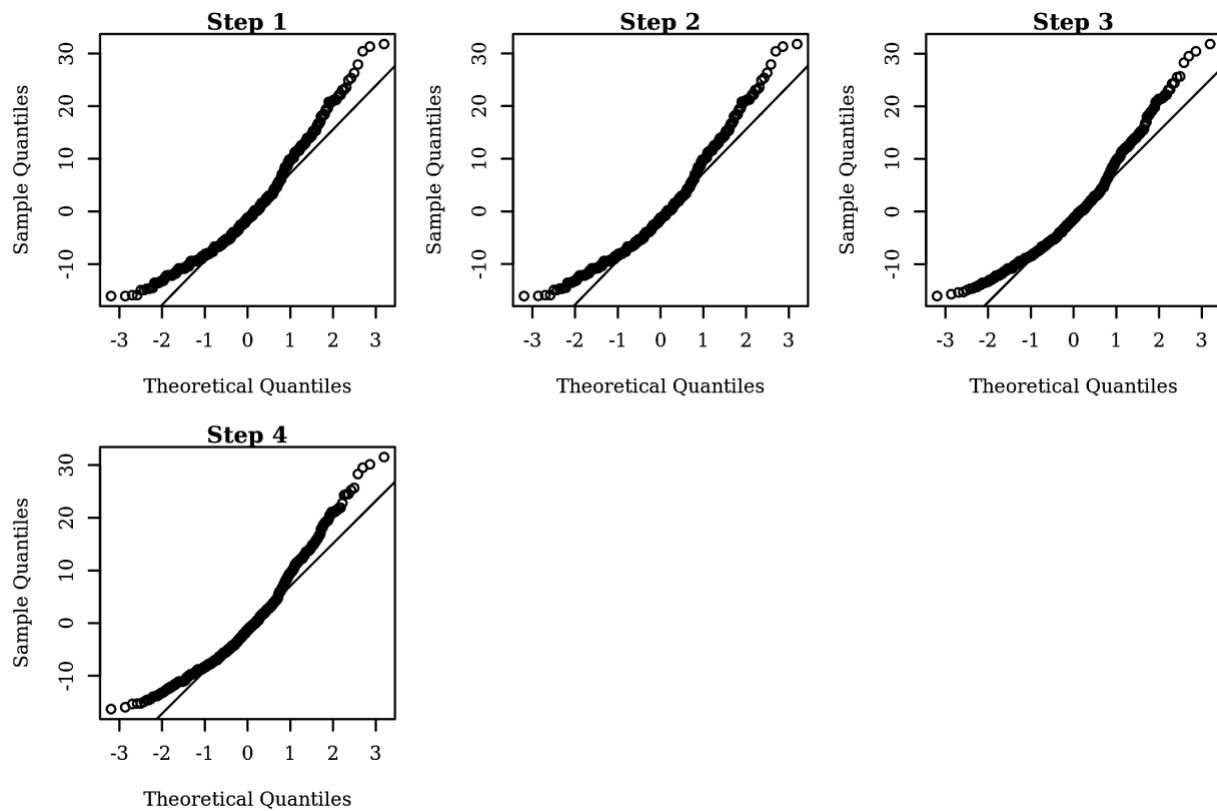 Step 1
Sample Quantiles
30
20
10
0
-10
-3 -2 -1 0 1 2 3
Theoretical Quantiles
Step 2
Sample Quantiles
30
20
10
0
-10
-3 -2 -1 0 1 2 3
Theoretical Quantiles
Step 3
Sample Quantiles
30
20
10
0
-10
-3 -2 -1 0 1 2 3
Theoretical Quantiles
Step 4
Sample Quantiles
30
20
10
0
-10
-3 -2 -1 0 1 2 3
Theoretical Quantiles